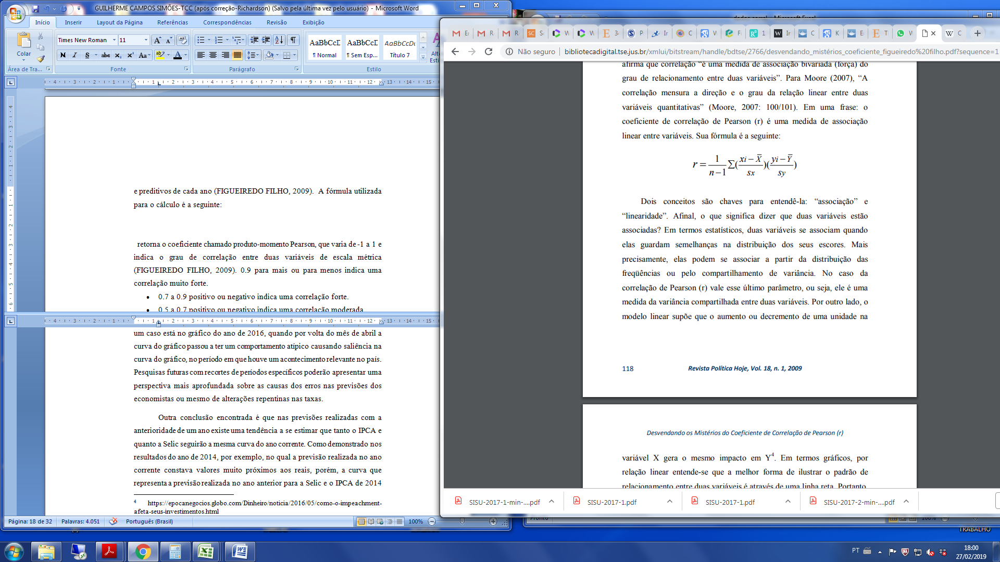 GUILHERME CAMPOS SIMÕES-TCC (após correção-Richardson) (Salvo pela última vez pelo usuário) - Microsoft Word
Início Inserir Layout da Página Referências Correspondências Revisão Exibição
Times New Roman 11
Colar
Área de Tra... Fonte Parágrafo Estilo
AaBbCcD AaBbCcD AaBbCcDc
¶ Normal ¶ Sem Esp... Título 7
e preditivos de cada ano (FIGUEIREDO FILHO, 2009). A fórmula utilizada
para o cálculo é a seguinte:
retorna o coeficiente chamado produto-momento Pearson, que varia de -1 a 1 e
indica o grau de correlação entre duas variáveis de escala métrica
(FIGUEIREDO FILHO, 2009). 0.9 para mais ou para menos indica uma
correlação muito forte.
• 0.7 a 0.9 positivo ou negativo indica uma correlação forte.
• 0.5 a 0.7 positivo ou negativo indica uma correlação moderada
um caso está no gráfico do ano de 2016, quando por volta do mês de abril a
curva do gráfico passou a ter um comportamento atípico causando saliência na
curva do gráfico, no período em que houve um acontecimento relevante no país.
Pesquisas futuras com recortes de períodos específicos poderão apresentar uma
perspectiva mais aprofundada sobre as causas dos erros nas previsões dos
economistas ou mesmo de alterações repentinas nas taxas.
Outra conclusão encontrada é que nas previsões realizadas com a
anterioridade de um ano existe uma tendência a se estimar que tanto o IPCA e
quanto a Selic seguirão a mesma curva do ano corrente. Como demonstrado nos
resultados do ano de 2014, por exemplo, no qual a previsão realizada no ano
corrente constava valores muito próximos aos reais, porém, a curva que
representa a previsão realizada no ano anterior para a Selic e o IPCA de 2014
4 https://epocanegocios.globo.com/Dinheiro/noticia/2016/05/como-o-impeachment-
afeta-seus-investimentos.html
Página: 18 de 32 Palavras: 4.051 Português (Brasil) 100%
Não seguro | bibliotecadigital.tse.jus.br/xmlui/bitstream/handle/bdtse/2766/desvendando_mistérios_coeficiente_figueiredo%20filho.pdf?sequence=1
afirma que correlação “é uma medida de associação bivariada (força) do
grau de relacionamento entre duas variáveis”. Para Moore (2007), “A
correlação mensura a direção e o grau da relação linear entre duas
variáveis quantitativas” (Moore, 2007: 100/101). Em uma frase: o
coeficiente de correlação de Pearson (r) é uma medida de associação
linear entre variáveis. Sua fórmula é a seguinte:
r = 1/(n−1) Σ((xi − X̄)/sx)((yi − Ȳ)/sy)
Dois conceitos são chaves para entendê-la: “associação” e
“linearidade”. Afinal, o que significa dizer que duas variáveis estão
associadas? Em termos estatísticos, duas variáveis se associam quando
elas guardam semelhanças na distribuição dos seus escores. Mais
precisamente, elas podem se associar a partir da distribuição das
freqüências ou pelo compartilhamento de variância. No caso da
correlação de Pearson (r) vale esse último parâmetro, ou seja, ele é uma
medida da variância compartilhada entre duas variáveis. Por outro lado, o
modelo linear supõe que o aumento ou decremento de uma unidade na
118 Revista Política Hoje, Vol. 18, n. 1, 2009
Desvendando os Mistérios do Coeficiente de Correlação de Pearson (r)
variável X gera o mesmo impacto em Y4. Em termos gráficos, por
relação linear entende-se que a melhor forma de ilustrar o padrão de
relacionamento entre duas variáveis é através de uma linha reta. Portanto,
SISU-2017-1-min-....pdf SISU-2017-1.pdf SISU-2017-1.pdf SISU-2017-2-min-....pdf
Pronto 100%
TRABALHO
PT 18:00
27/02/2019